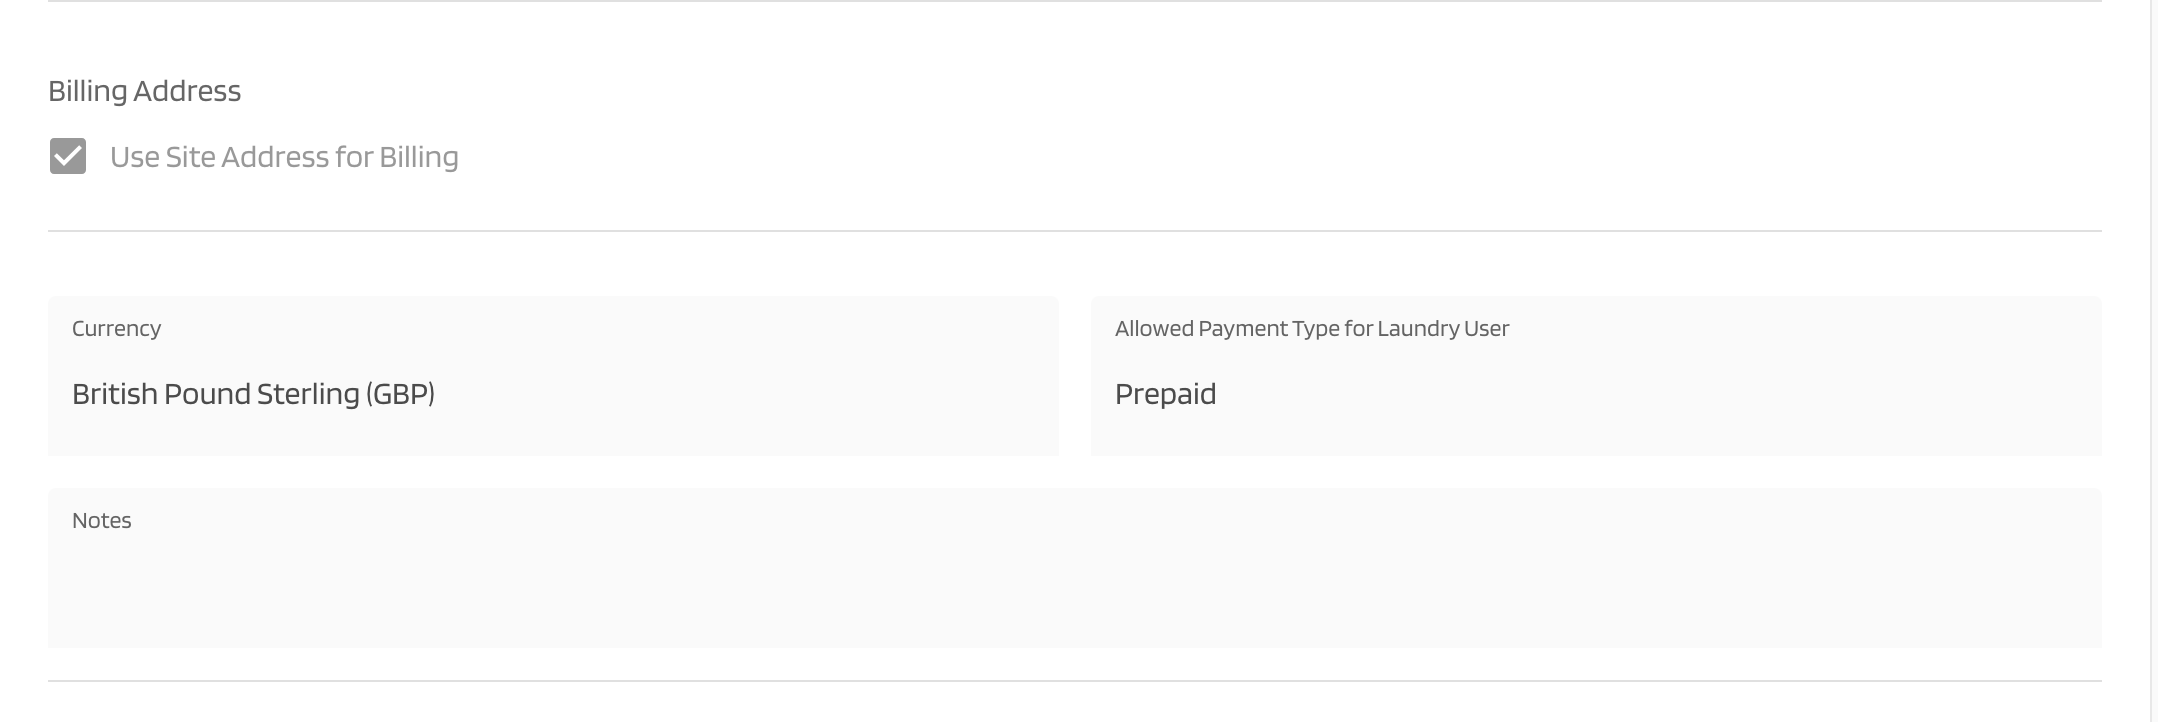 Billing Address
Use Site Address for Billing
Currency
Allowed Payment Type for Laundry User
British Pound Sterling (GBP)
Prepaid
Notes